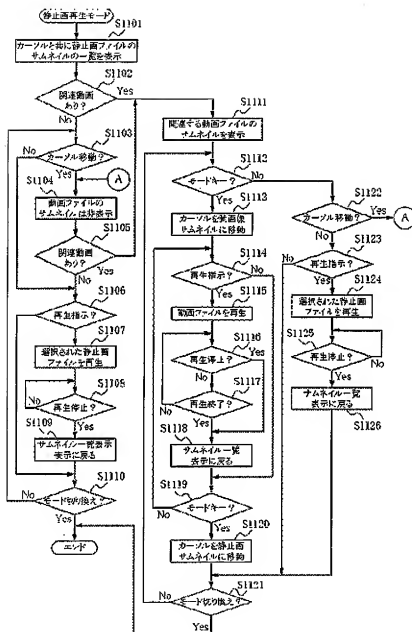 静止画再生モード
S1101
カーソルと共に静止画ファイルの
サムネイルの一覧を表示
S1102
関連動画
あり?
Yes
No
S1103
カーソル移動?
No
Yes
A
S1104
動画ファイルの
サムネイルは非表示
S1105
関連動画
あり?
Yes
No
S1106
再生指示?
No
Yes
S1107
選択された静止画
ファイルを再生
S1108
再生停止?
No
Yes
S1109
サムネイル一覧表示
表示に戻る
S1110
モード切り換え?
No
Yes
エンド
S1111
関連する動画ファイルの
サムネイルを表示
S1112
モードキー?
No
Yes
S1113
カーソルを動画像
サムネイルに移動
S1114
再生指示?
No
Yes
S1115
動画ファイルを再生
S1116
再生停止?
Yes
No
S1117
再生終了?
No
Yes
S1118
サムネイル一覧
表示に戻る
S1119
モードキー?
No
Yes
S1120
カーソルを静止画
サムネイルに移動
S1121
モード切り換え?
No
Yes
S1122
カーソル移動?
Yes
A
No
S1123
再生指示?
No
Yes
S1124
選択された静止画
ファイルを再生
S1125
再生停止?
No
Yes
サムネイル一覧
表示に戻る
S1126